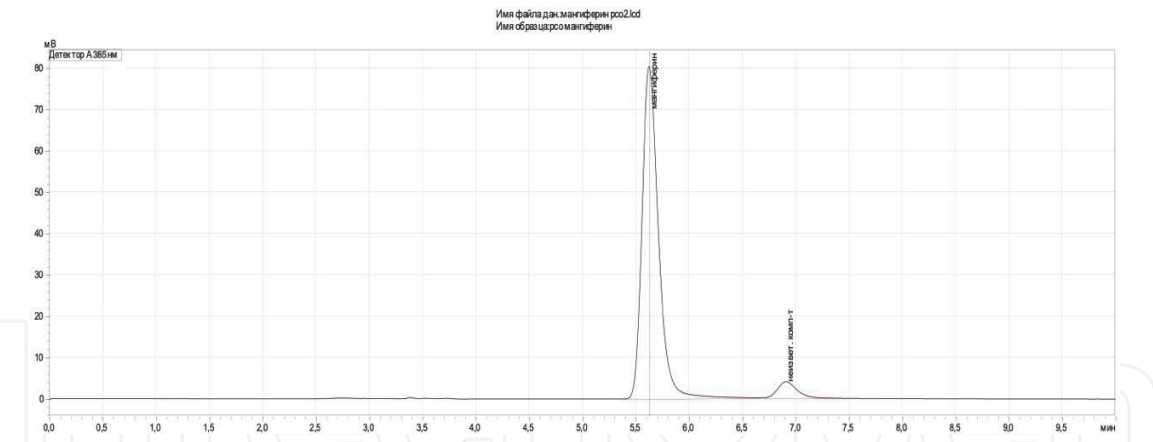 Имя файла дан.:мангиферин рсо2.lcd
Имя образца:рсо мангиферин
мВ
Детектор А 365 нм
мангиферин
неизвет. комп-т
80
70
60
50
40
30
20
10
0
0,0 0,5 1,0 1,5 2,0 2,5 3,0 3,5 4,0 4,5 5,0 5,5 6,0 6,5 7,0 7,5 8,0 8,5 9,0 9,5 мин